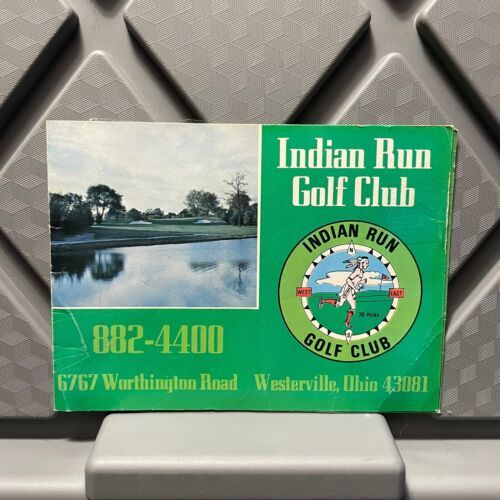 Indian Run
Golf Club
INDIAN RUN
N
WEST
EAST
36 Holes
S
GOLF CLUB
882-4400
6767 Worthington Road Westerville, Ohio 43081